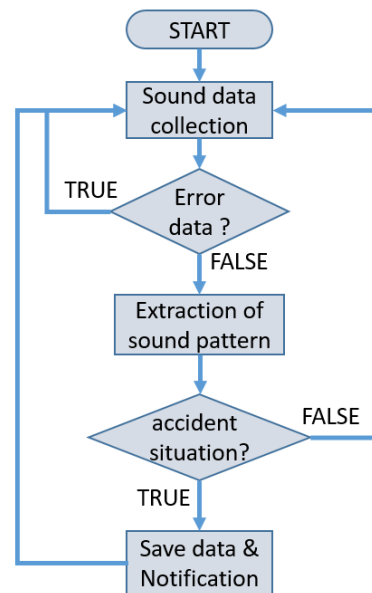 START
Sound data
collection
TRUE
Error
data ?
FALSE
Extraction of
sound pattern
accident
situation?
FALSE
TRUE
Save data &
Notification